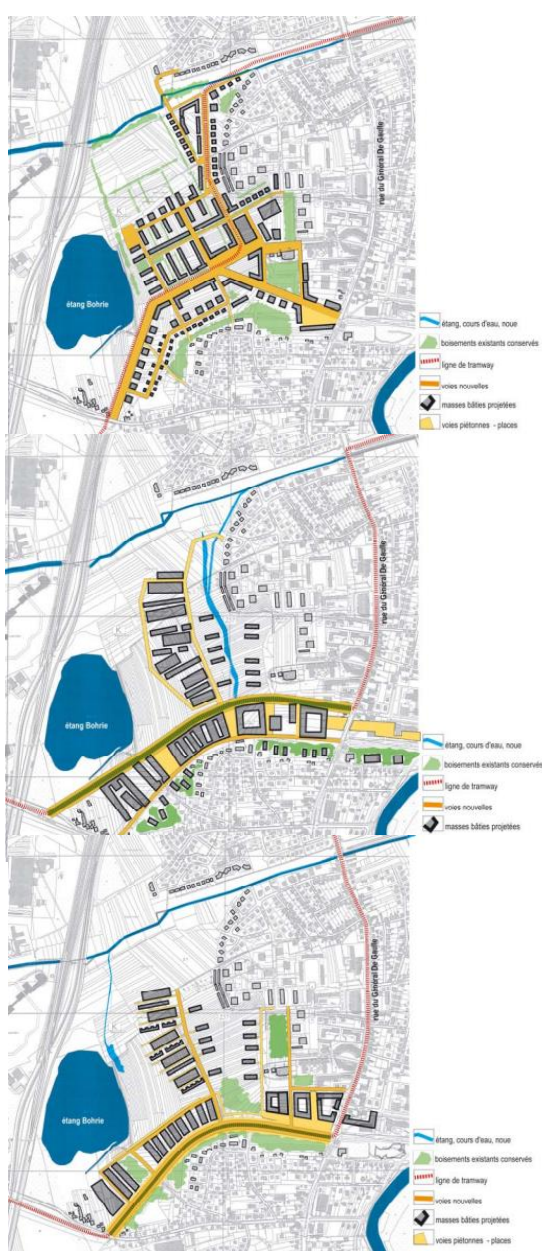 rue du Général De Gaulle
étang Bohrie
étang, cours d'eau, noue
boisements existants conservés
ligne de tramway
voies nouvelles
masses bâties projetées
voies piétonnes - places
rue du Général De Gaulle
étang Bohrie
étang, cours d'eau, noue
boisements existants conservés
ligne de tramway
voies nouvelles
masses bâties projetées
rue du Général De Gaulle
étang Bohrie
étang, cours d'eau, noue
boisements existants conservés
ligne de tramway
voies nouvelles
masses bâties projetées
voies piétonnes - places